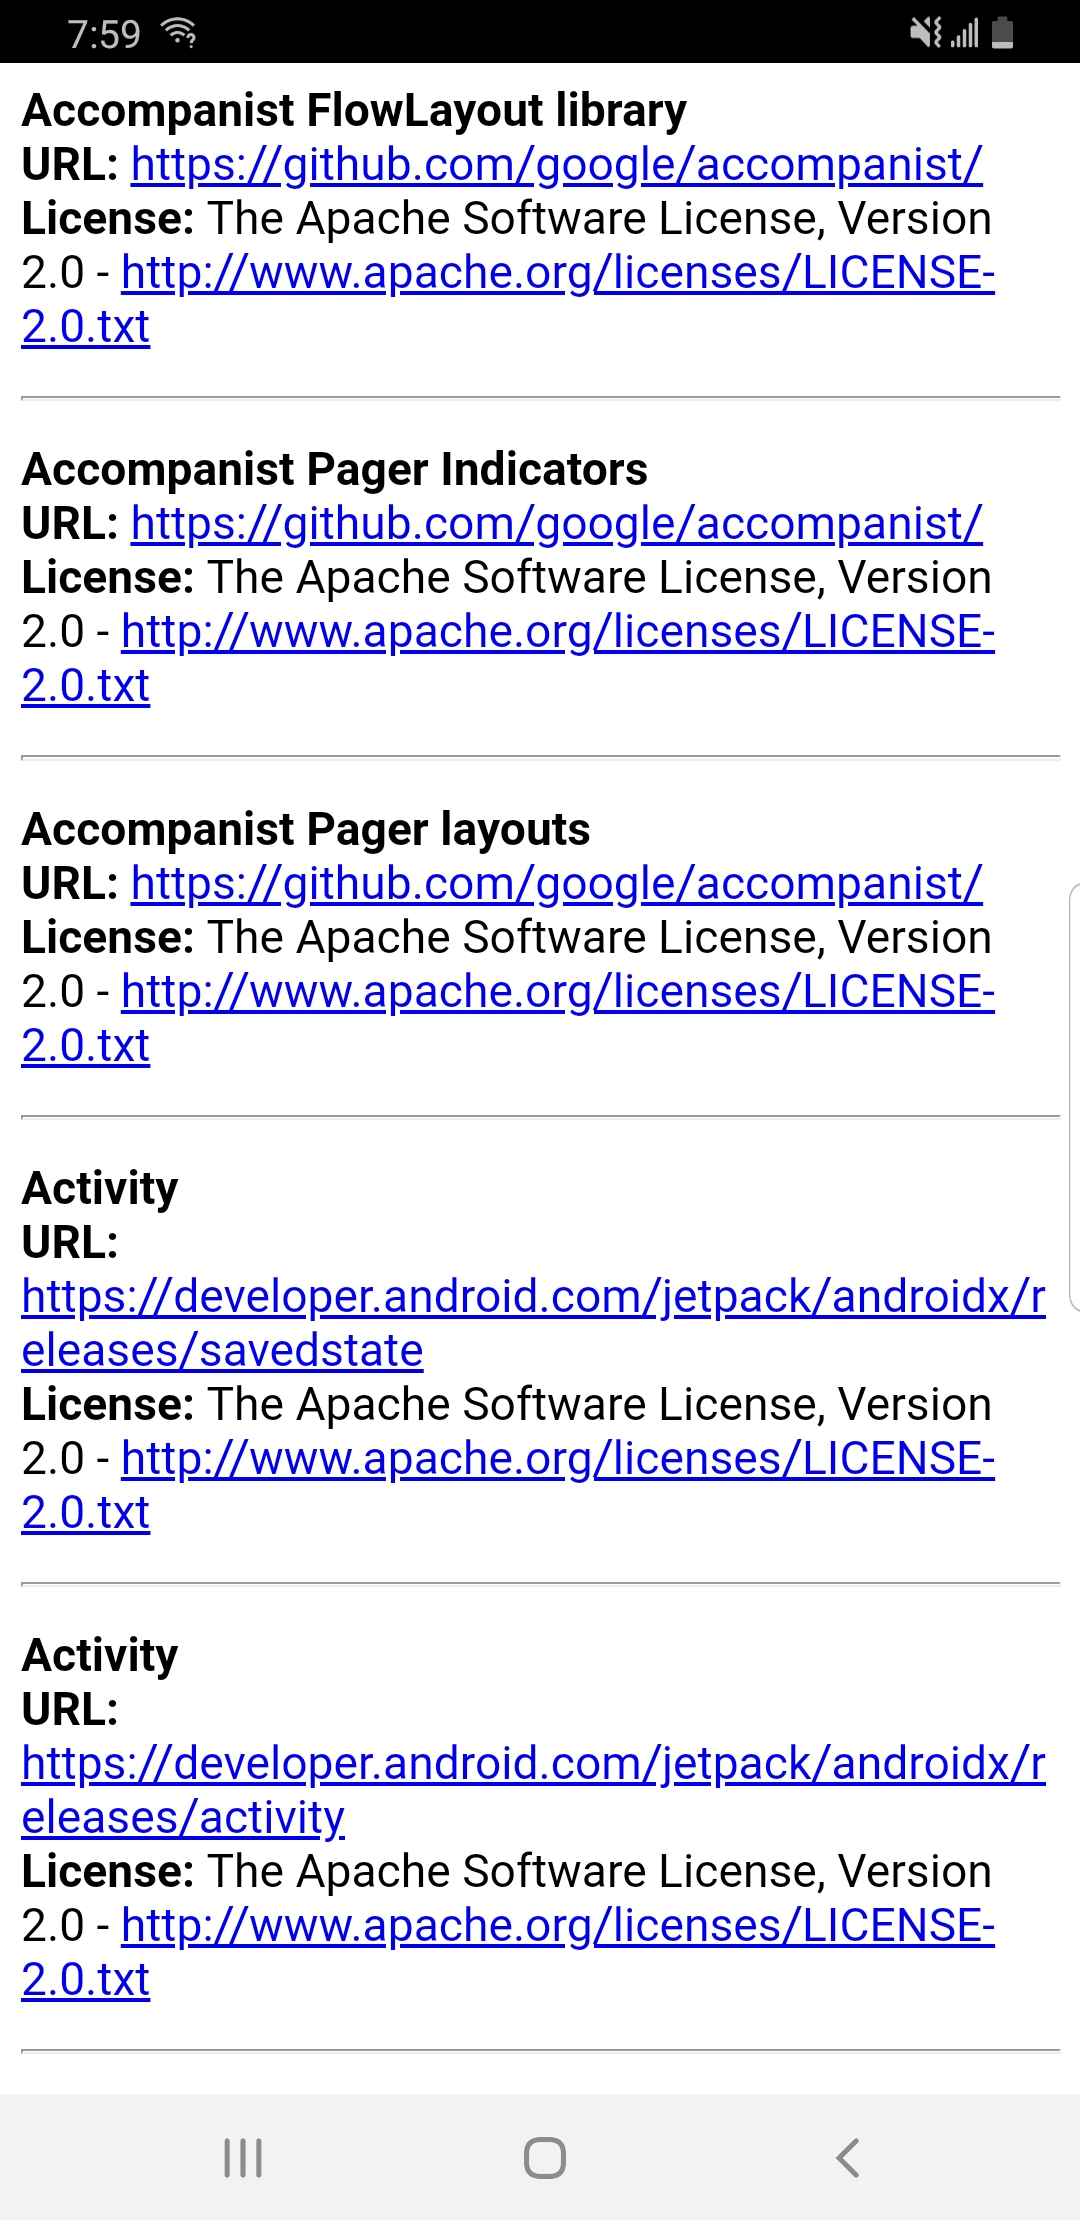 7:59
Accompanist FlowLayout library
URL: https://github.com/google/accompanist/
License: The Apache Software License, Version
2.0 - http://www.apache.org/licenses/LICENSE-
2.0.txt
Accompanist Pager Indicators
URL: https://github.com/google/accompanist/
License: The Apache Software License, Version
2.0 - http://www.apache.org/licenses/LICENSE-
2.0.txt
Accompanist Pager layouts
URL: https://github.com/google/accompanist/
License: The Apache Software License, Version
2.0 - http://www.apache.org/licenses/LICENSE-
2.0.txt
Activity
URL:
https://developer.android.com/jetpack/androidx/r
eleases/savedstate
License: The Apache Software License, Version
2.0 - http://www.apache.org/licenses/LICENSE-
2.0.txt
Activity
URL:
https://developer.android.com/jetpack/androidx/r
eleases/activity
License: The Apache Software License, Version
2.0 - http://www.apache.org/licenses/LICENSE-
2.0.txt